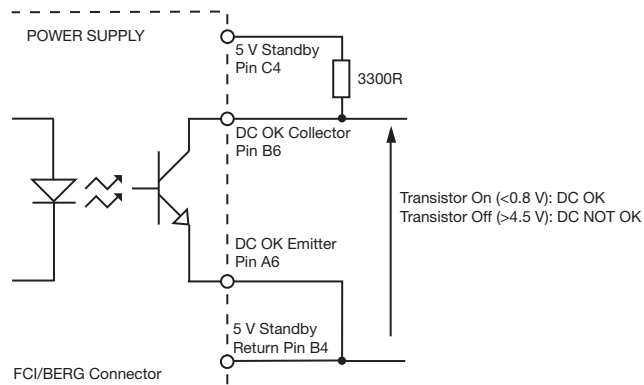 POWER SUPPLY
5 V Standby
Pin C4
3300R
DC OK Collector
Pin B6
Transistor On (<0.8 V): DC OK
Transistor Off (>4.5 V): DC NOT OK
DC OK Emitter
Pin A6
5 V Standby
Return Pin B4
FCI/BERG Connector